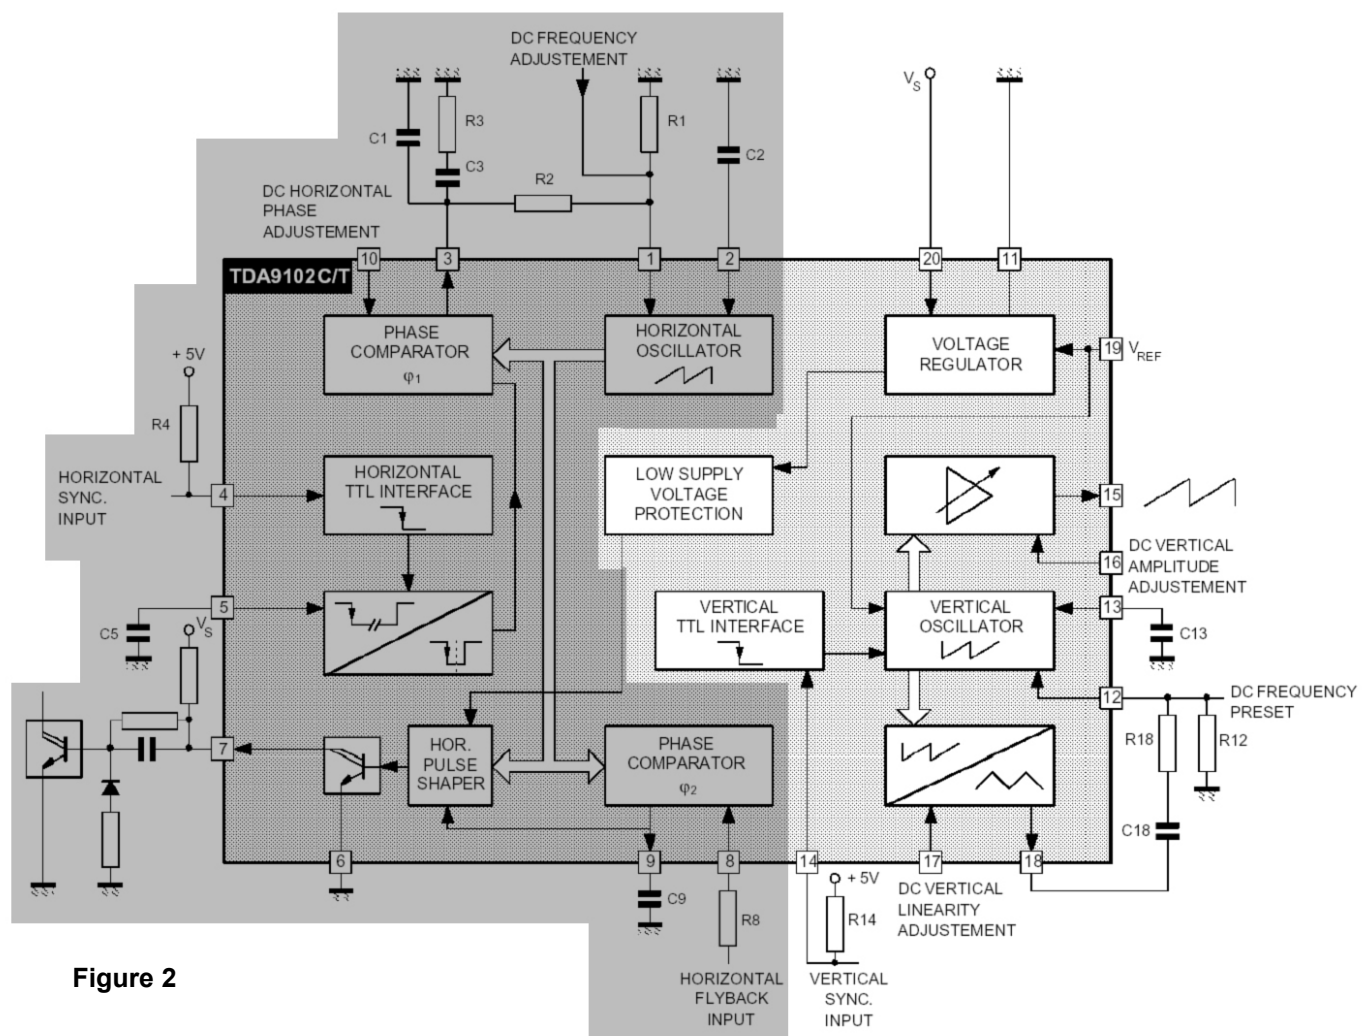 DC FREQUENCY
ADJUSTEMENT
VS
R3
R1
C1
C2
C3
R2
DC HORIZONTAL
PHASE
ADJUSTEMENT
10
3
1
2
20
11
TDA9102C/T
PHASE
COMPARATOR
φ1
HORIZONTAL
OSCILLATOR
VOLTAGE
REGULATOR
19
VREF
+ 5V
R4
HORIZONTAL
SYNC.
INPUT
4
HORIZONTAL
TTL INTERFACE
LOW SUPPLY
VOLTAGE
PROTECTION
15
16
DC VERTICAL
AMPLITUDE
ADJUSTEMENT
5
C5
VS
VERTICAL
TTL INTERFACE
VERTICAL
OSCILLATOR
13
C13
12
DC FREQUENCY
PRESET
R18
R12
7
HOR.
PULSE
SHAPER
PHASE
COMPARATOR
φ2
C18
6
9
8
14
17
18
C9
R8
+ 5V
R14
DC VERTICAL
LINEARITY
ADJUSTEMENT
HORIZONTAL
FLYBACK
INPUT
VERTICAL
SYNC.
INPUT
Figure 2